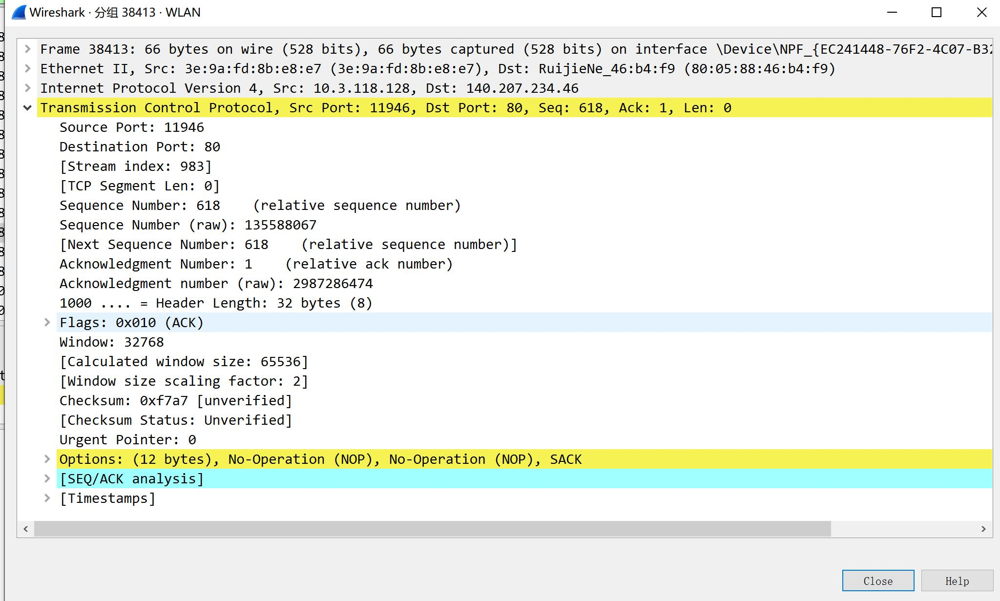 Wireshark · 分组 38413 · WLAN
Frame 38413: 66 bytes on wire (528 bits), 66 bytes captured (528 bits) on interface \Device\NPF_{EC241448-76F2-4C07-B32
Ethernet II, Src: 3e:9a:fd:8b:e8:e7 (3e:9a:fd:8b:e8:e7), Dst: RuijieNe_46:b4:f9 (80:05:88:46:b4:f9)
Internet Protocol Version 4, Src: 10.3.118.128, Dst: 140.207.234.46
Transmission Control Protocol, Src Port: 11946, Dst Port: 80, Seq: 618, Ack: 1, Len: 0
Source Port: 11946
Destination Port: 80
[Stream index: 983]
[TCP Segment Len: 0]
Sequence Number: 618    (relative sequence number)
Sequence Number (raw): 135588067
[Next Sequence Number: 618    (relative sequence number)]
Acknowledgment Number: 1    (relative ack number)
Acknowledgment number (raw): 2987286474
1000 .... = Header Length: 32 bytes (8)
Flags: 0x010 (ACK)
Window: 32768
[Calculated window size: 65536]
[Window size scaling factor: 2]
Checksum: 0xf7a7 [unverified]
[Checksum Status: Unverified]
Urgent Pointer: 0
Options: (12 bytes), No-Operation (NOP), No-Operation (NOP), SACK
[SEQ/ACK analysis]
[Timestamps]
Close
Help